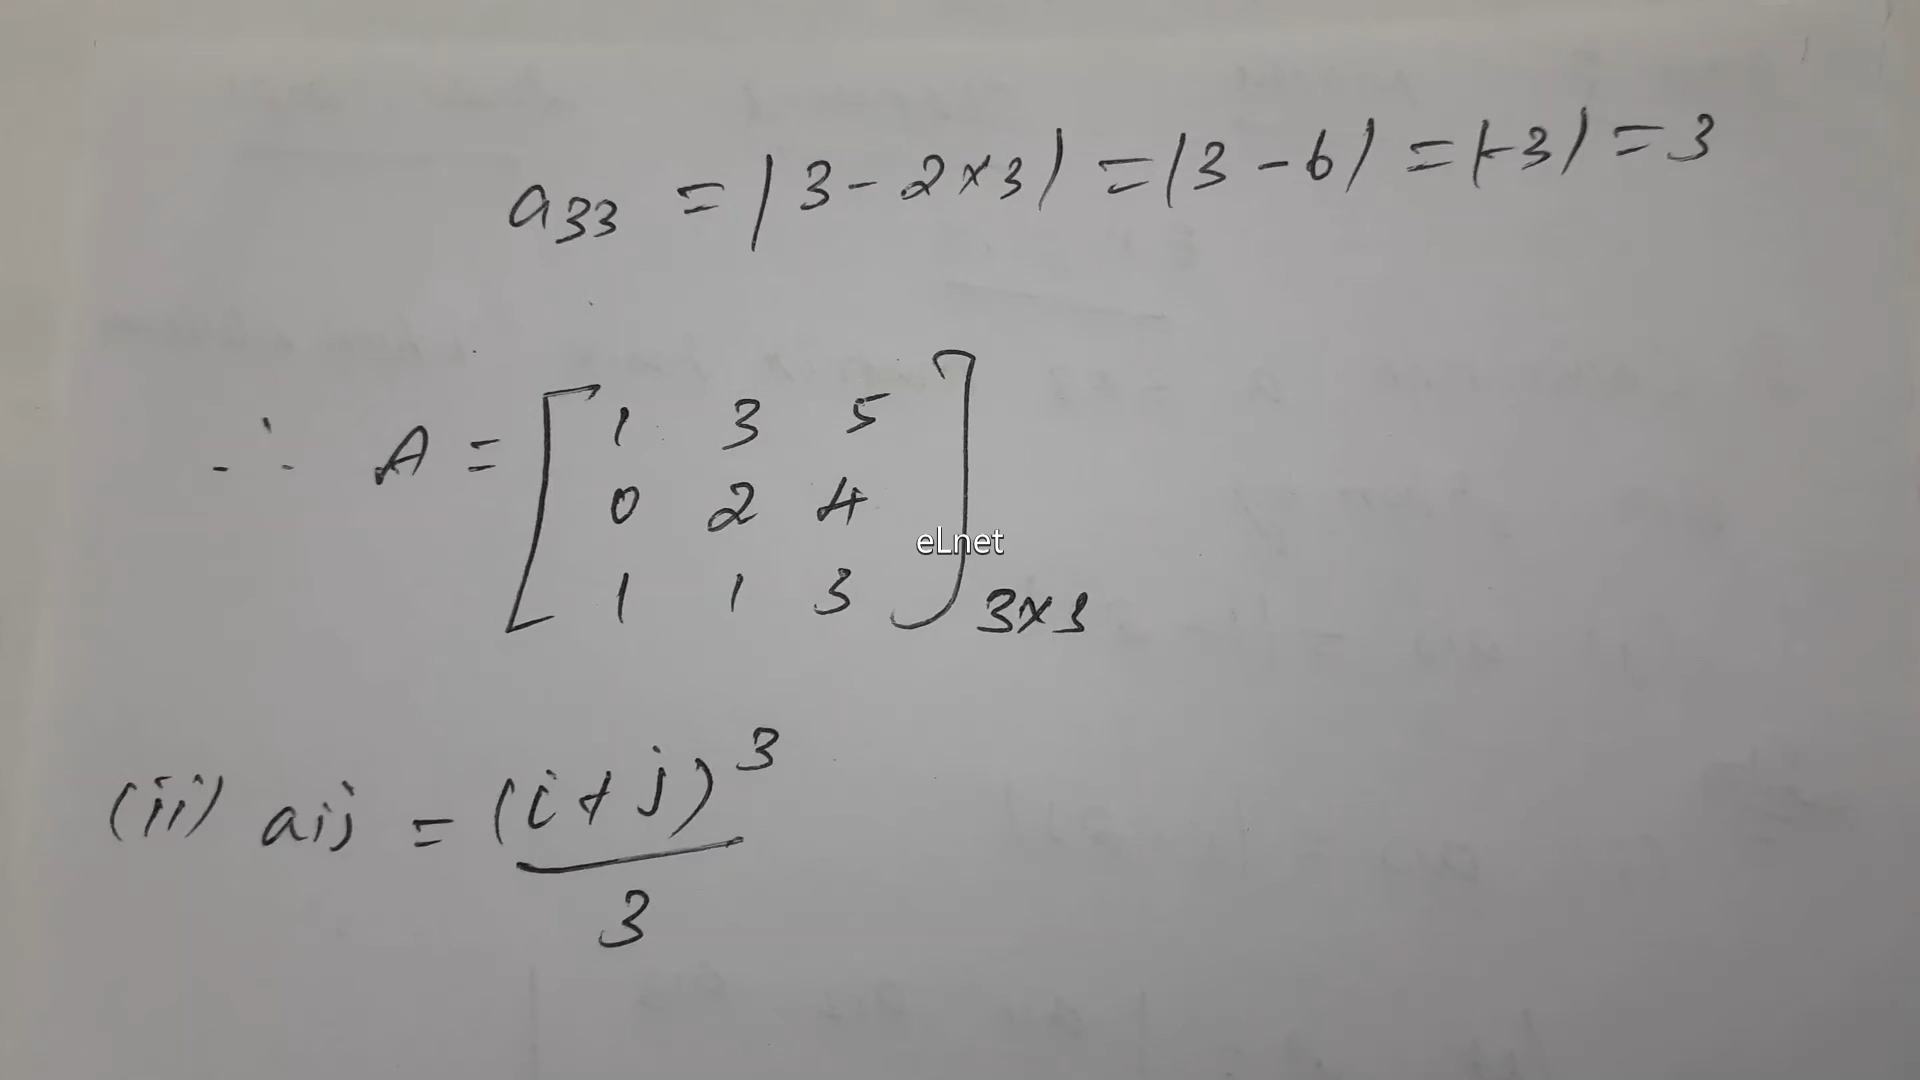 a33 = |3-2×3| = |3-6| = |-3| = 3
∴ A = [1 3 5
0 2 4
eLnet
1 1 3] 3×3
(ii) aij = (i+j)^3
3